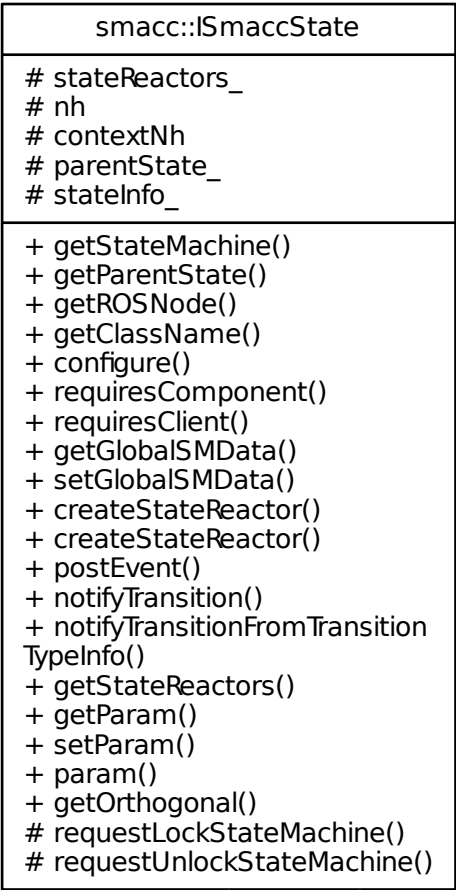 smacc::ISmaccState
# stateReactors_
# nh
# contextNh
# parentState_
# stateInfo_
+ getStateMachine()
+ getParentState()
+ getROSNode()
+ getClassName()
+ configure()
+ requiresComponent()
+ requiresClient()
+ getGlobalSMData()
+ setGlobalSMData()
+ createStateReactor()
+ createStateReactor()
+ postEvent()
+ notifyTransition()
+ notifyTransitionFromTransition
TypeInfo()
+ getStateReactors()
+ getParam()
+ setParam()
+ param()
+ getOrthogonal()
# requestLockStateMachine()
# requestUnlockStateMachine()